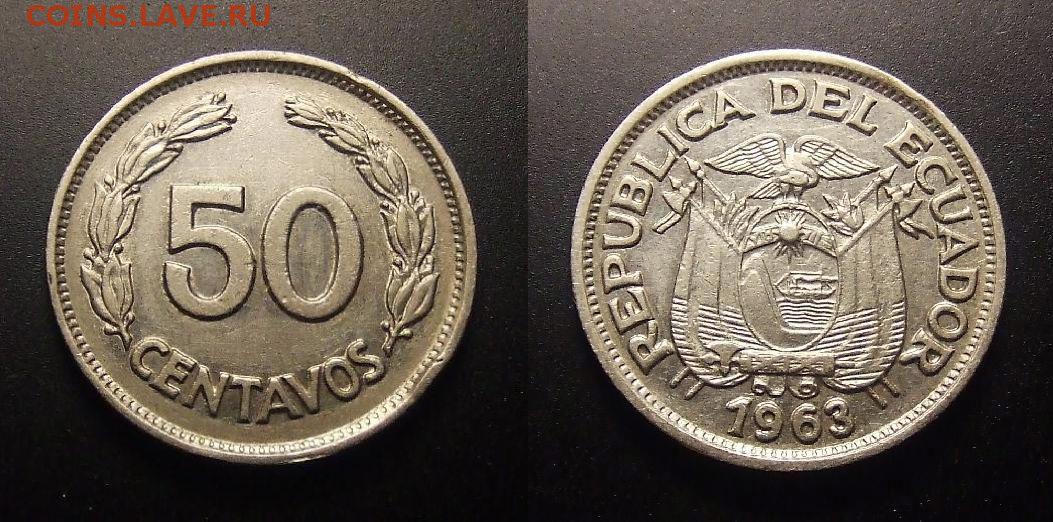 COINS.LAVE.RU
50
CENTAVOS
REPUBLICA DEL ECUADOR
1963